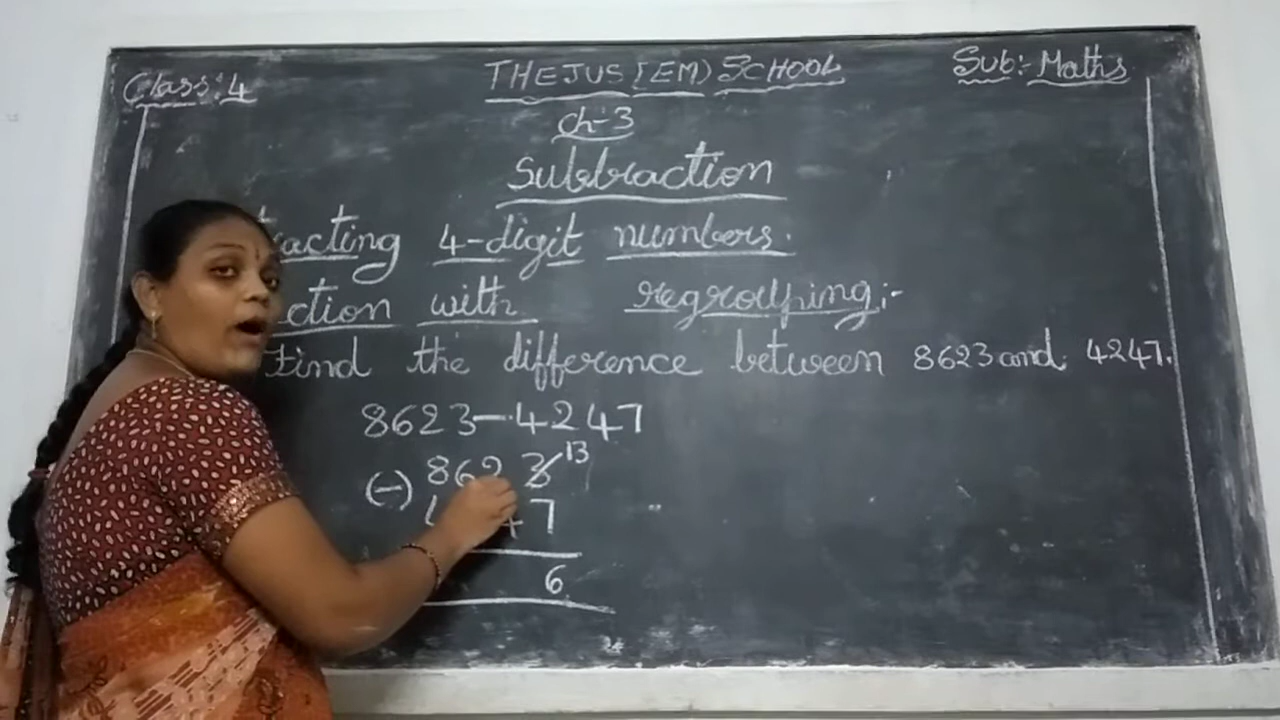 Class: 4 THEJUS (EM) SCHOOL Sub:- Maths
Ch-3
Subtraction
acting 4-digit numbers.
ction with regrouping:-
Find the difference between 8623 and 4247.
8623-4247
13
(-) 862 3
4 7
6